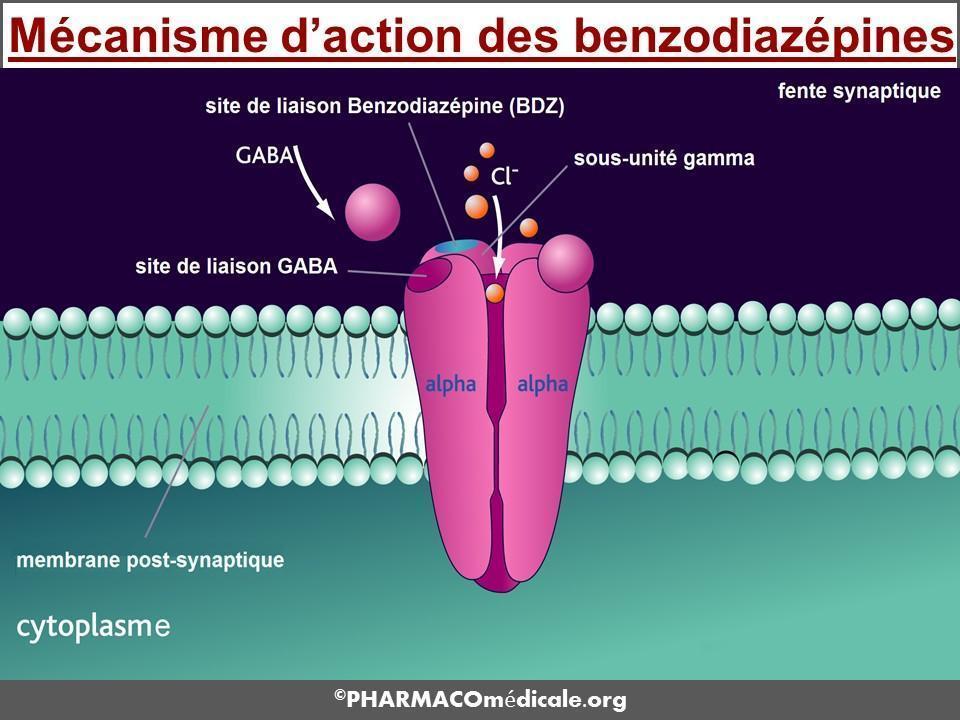 Mécanisme d’action des benzodiazépines
fente synaptique
site de liaison Benzodiazépine (BDZ)
GABA
Cl⁻
sous-unité gamma
site de liaison GABA
alpha
alpha
membrane post-synaptique
cytoplasme
©PHARMACOmédicale.org